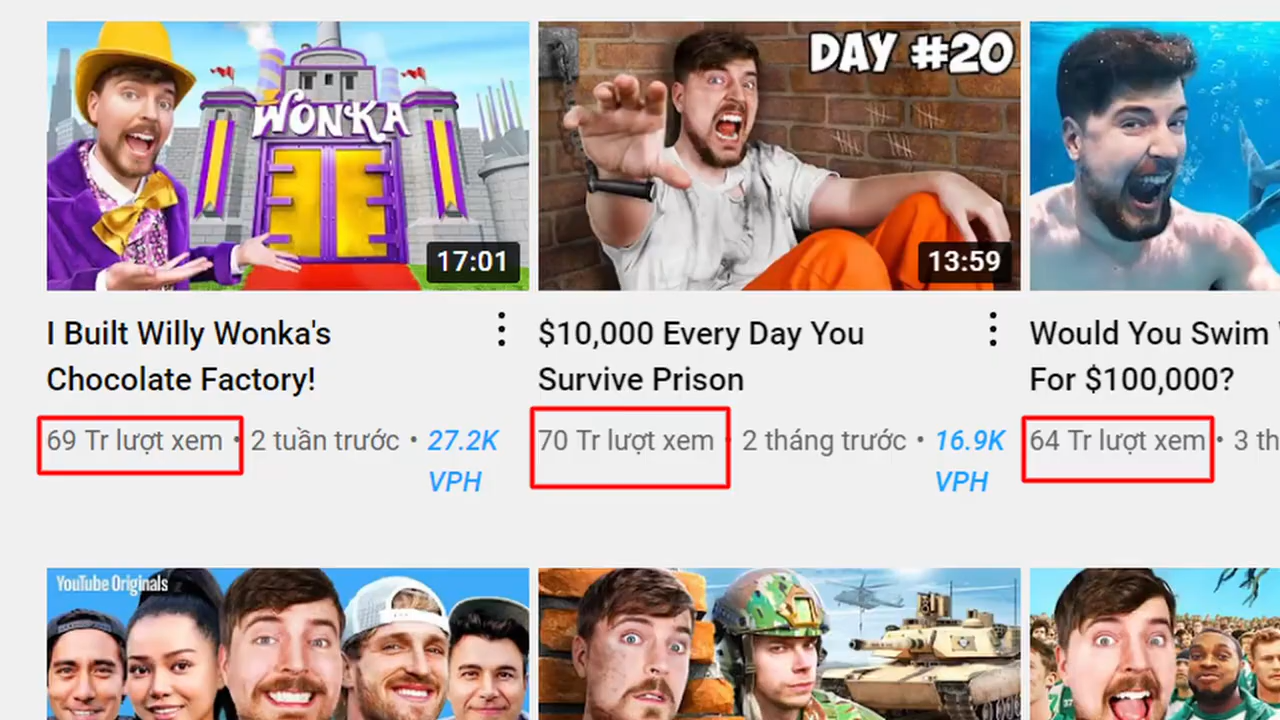 WONKA
17:01
DAY #20
13:59
I Built Willy Wonka's
Chocolate Factory!
69 Tr lượt xem • 2 tuần trước • 27.2K
VPH
$10,000 Every Day You
Survive Prison
70 Tr lượt xem • 2 tháng trước • 16.9K
VPH
Would You Swim
For $100,000?
64 Tr lượt xem • 3
YouTube Originals